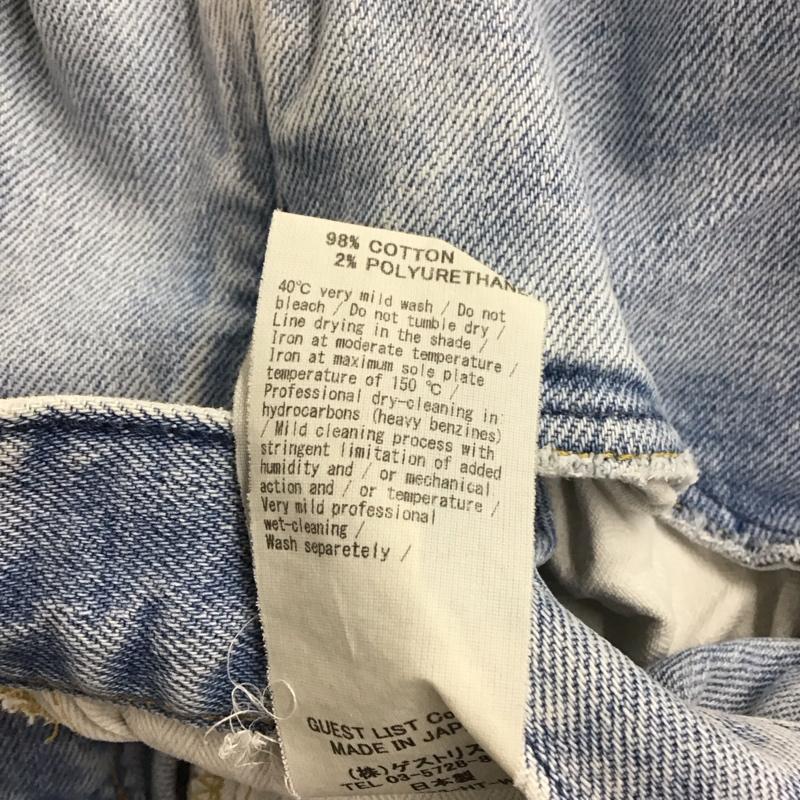 98% COTTON
2% POLYURETHANE
40℃ very mild wash / Do not
bleach / Do not tumble dry /
Line drying in the shade /
Iron at moderate temperature /
Iron at maximum sole plate
temperature of 150 ℃ /
Professional dry-cleaning in
hydrocarbons (heavy benzines)
/ Mild cleaning process with
stringent limitation of added
humidity and / or mechanical
action and / or temperature /
Very mild professional
wet-cleaning /
Wash separetely /
GUEST LIST Co
MADE IN JAP
(株)ゲストリス
TEL 03-5728-8
日本製